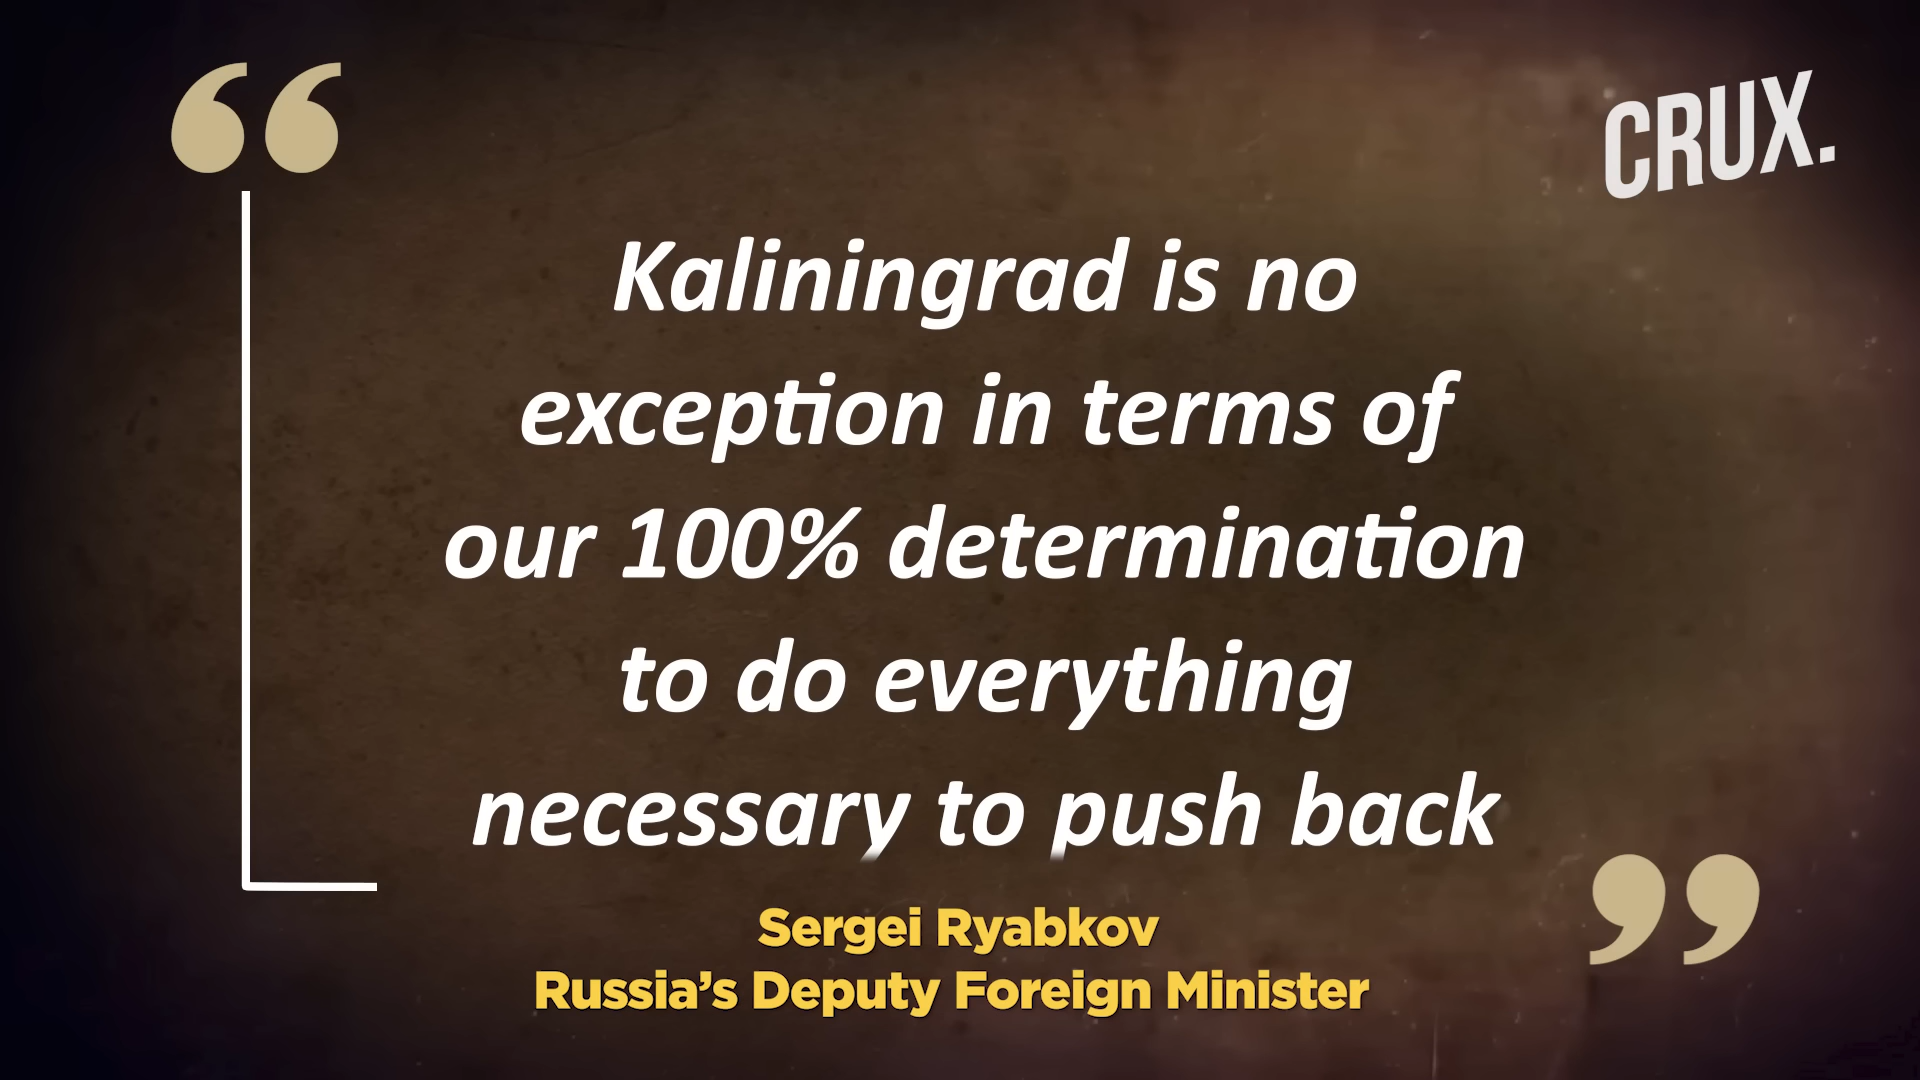 “
CRUX.
Kaliningrad is no
exception in terms of
our 100% determination
to do everything
necessary to push back
”
Sergei Ryabkov
Russia’s Deputy Foreign Minister